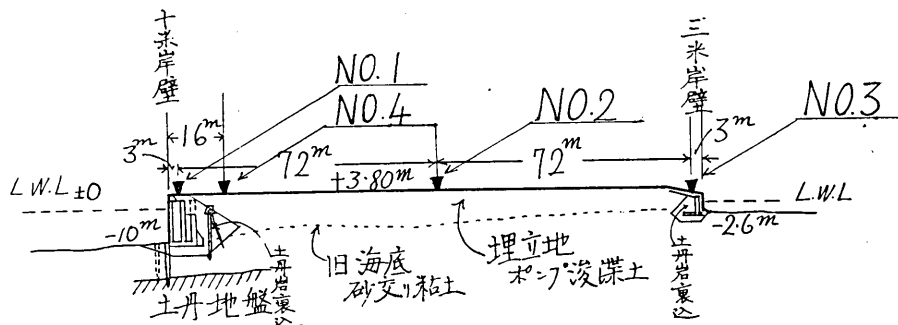 十米岸壁
三米岸壁
NO.1
NO.4
NO.2
NO.3
16m
3m
72m
72m
3m
+3.80m
L.W.L±0
L.W.L
-10m
-2.6m
土丹岩裏込
旧海底
砂交り粘土
埋立地
ポンプ浚渫土
土丹岩裏込
土丹地盤